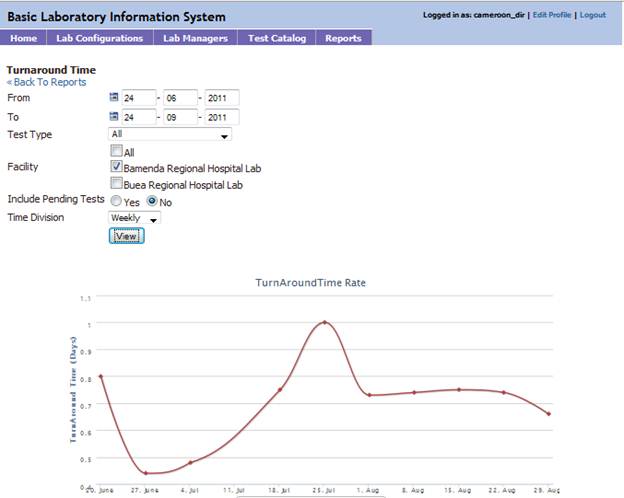 Basic Laboratory Information System
Logged in as: cameroon_dir | Edit Profile | Logout
Home Lab Configurations Lab Managers Test Catalog Reports
Turnaround Time
«Back To Reports
From 24 - 06 - 2011
To 24 - 09 - 2011
Test Type All
Facility
All
Bamenda Regional Hospital Lab
Buea Regional Hospital Lab
Include Pending Tests Yes No
Time Division Weekly
View
TurnAroundTime Rate
TurnAround Time (Days)
1.1
1
0.9
0.8
0.7
0.6
0.5
0.4
20. June 27. June 4. Jul 11. Jul 18. Jul 25. Jul 1. Aug 8. Aug 15. Aug 22. Aug 29. Aug